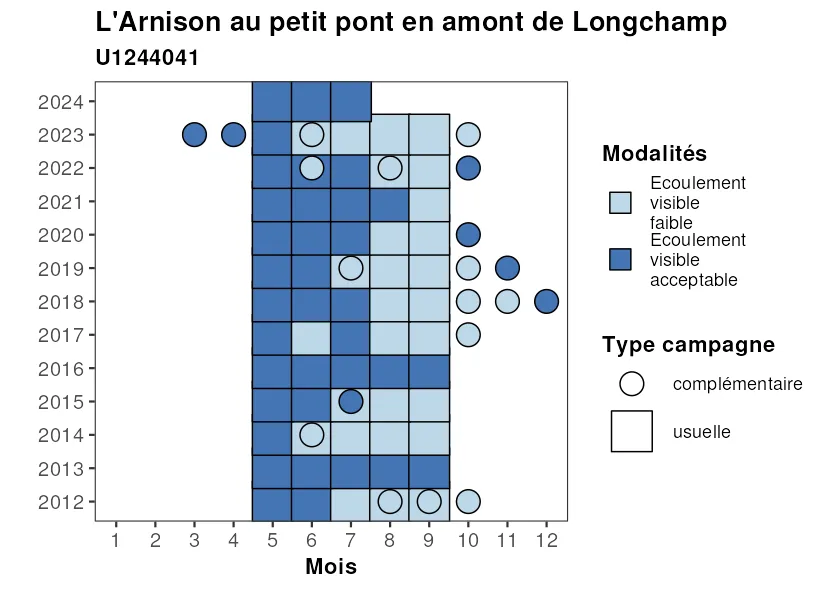 L'Arnison au petit pont en amont de Longchamp
U1244041
2024
2023
2022
2021
2020
2019
2018
2017
2016
2015
2014
2013
2012
1 2 3 4 5 6 7 8 9 10 11 12
Mois
Modalités
Ecoulement
visible
faible
Ecoulement
visible
acceptable
Type campagne
complémentaire
usuelle